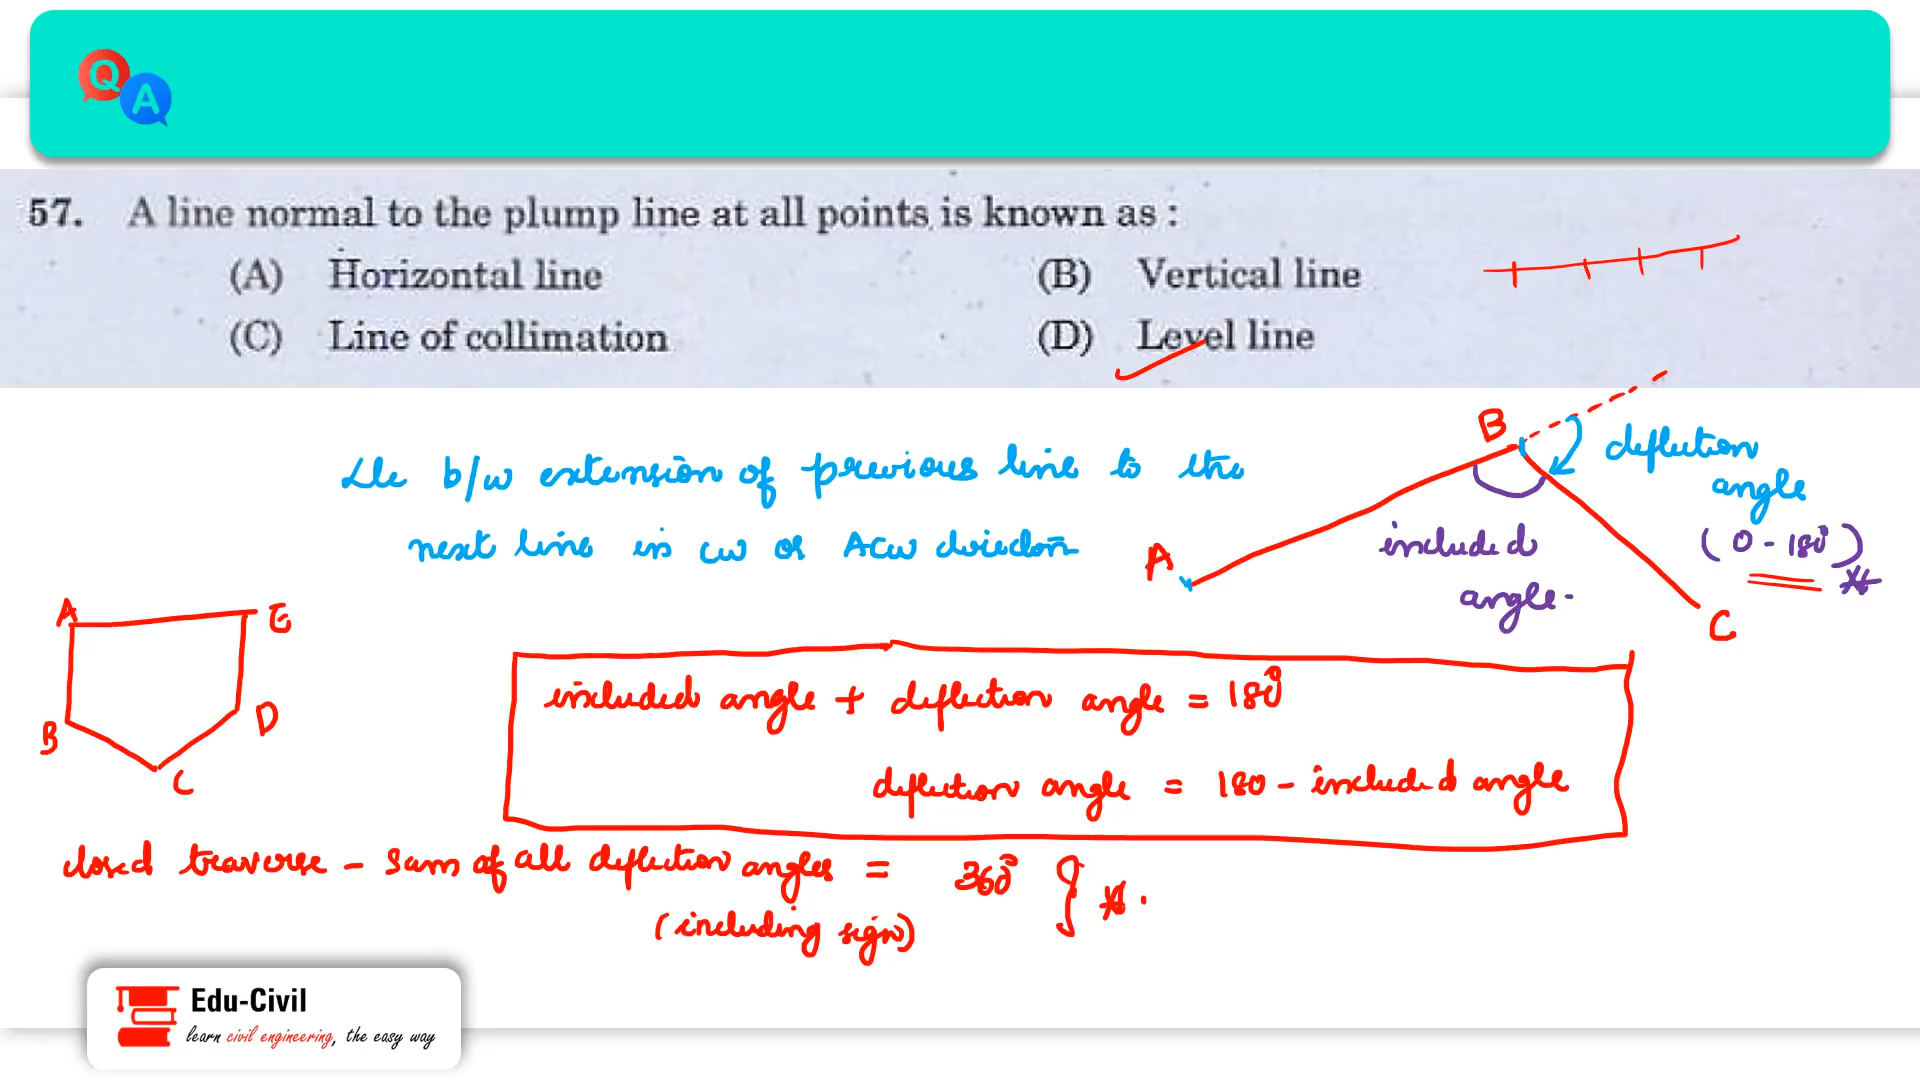 Q
A
57. A line normal to the plump line at all points is known as :
(A) Horizontal line (B) Vertical line
(C) Line of collimation (D) Level line
∠le b/w extension of previous line to the
next line in cw or Acw direction
B
deflection
angle
(0 - 180°)
A
included
angle
C
A E
B D
C
included angle + deflection angle = 180°
deflection angle = 180 - included angle
closed traverse - sum of all deflection angles = 360°
(including sign)
Edu-Civil
learn civil engineering, the easy way